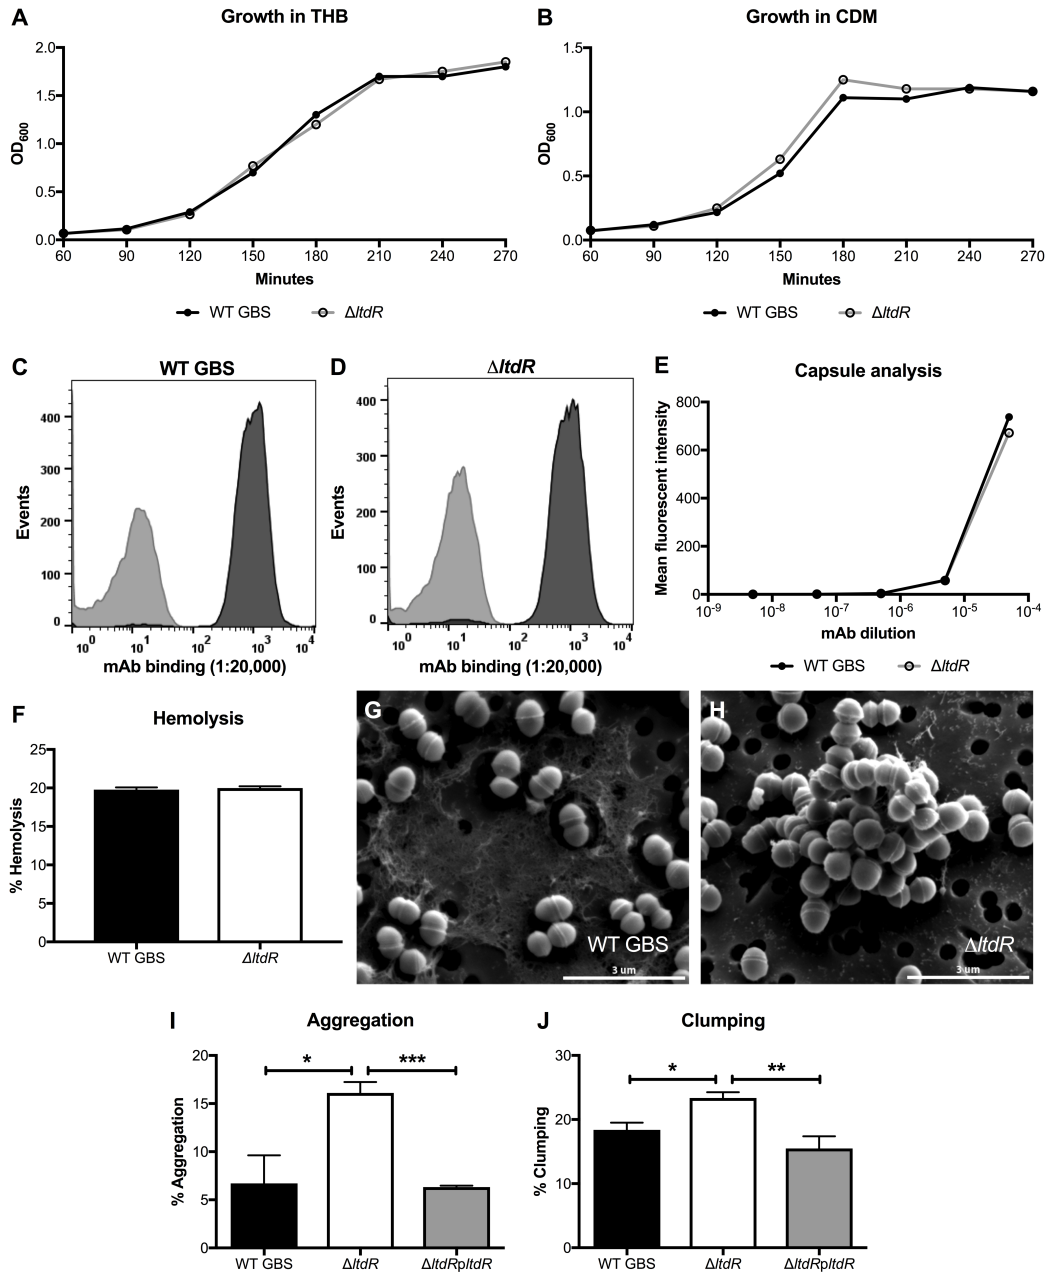 A
Growth in THB
2.0
1.5
1.0
0.5
0.0
OD600
60 90 120 150 180 210 240 270
Minutes
WT GBS ΔltdR
B
Growth in CDM
1.5
1.0
0.5
0.0
OD600
60 90 120 150 180 210 240 270
Minutes
WT GBS ΔltdR
C
WT GBS
400
300
200
100
0
Events
10^0 10^1 10^2 10^3 10^4
mAb binding (1:20,000)
D
ΔltdR
400
300
200
100
0
Events
10^0 10^1 10^2 10^3 10^4
mAb binding (1:20,000)
E
Capsule analysis
800
600
400
200
0
Mean fluorescent intensity
10^-9 10^-8 10^-7 10^-6 10^-5 10^-4
mAb dilution
WT GBS ΔltdR
F
Hemolysis
25
20
15
10
5
0
% Hemolysis
WT GBS ΔltdR
G
WT GBS
3 um
H
ΔltdR
3 um
I
Aggregation
20
15
10
5
0
% Aggregation
* ***
WT GBS ΔltdR ΔltdRpltdR
J
Clumping
30
20
10
0
% Clumping
* **
WT GBS ΔltdR ΔltdRpltdR